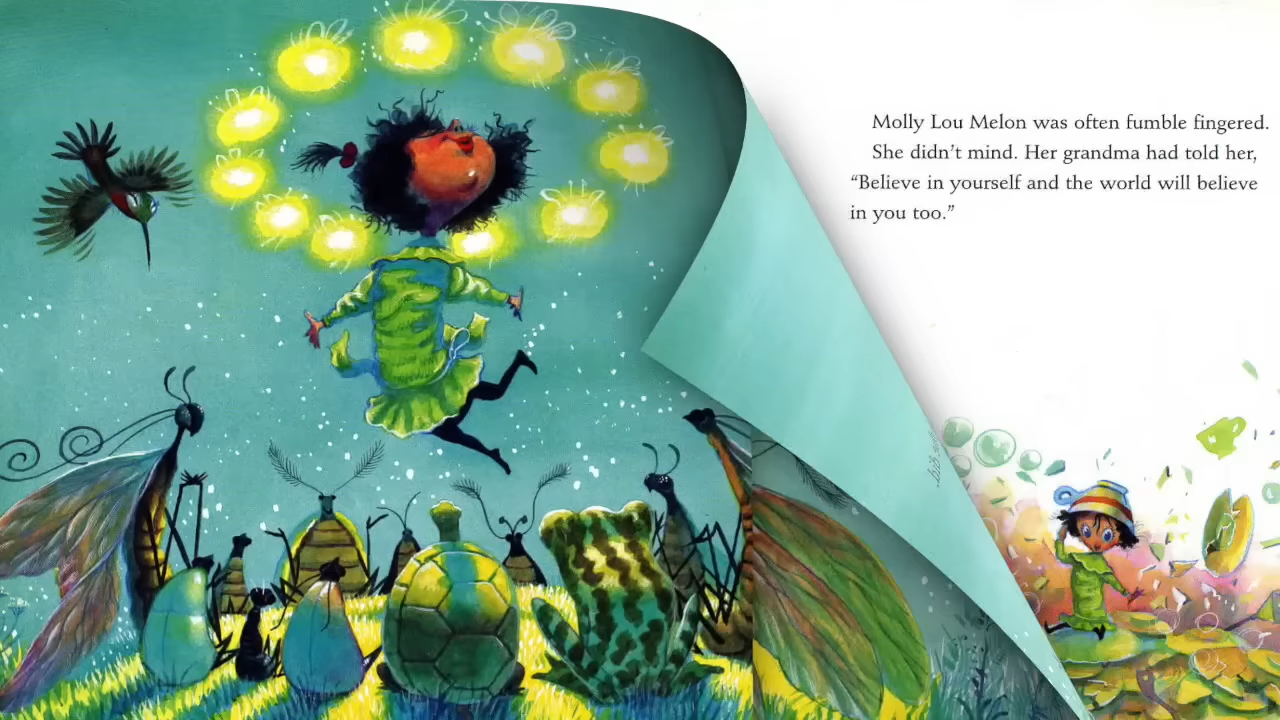 Molly Lou Melon was often fumble fingered.
She didn’t mind. Her grandma had told her,
“Believe in yourself and the world will believe
in you too.”